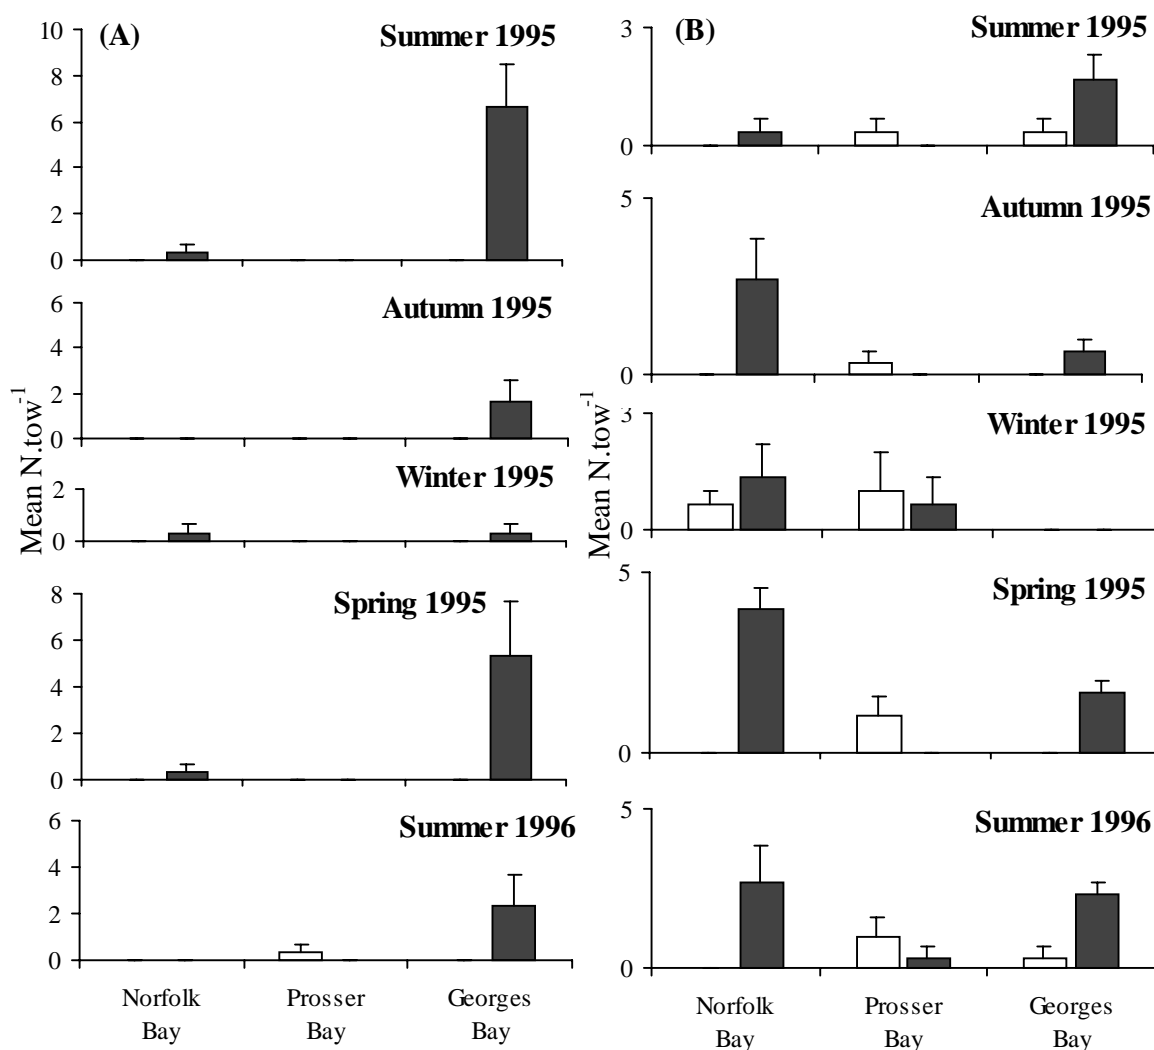 (A)
Summer 1995
10
8
6
4
2
0
Autumn 1995
6
4
2
0
Winter 1995
2
0
Spring 1995
8
6
4
2
0
Summer 1996
6
4
2
0
Mean N.tow⁻¹
Norfolk
Bay
Prosser
Bay
Georges
Bay
(B)
Summer 1995
3
0
Autumn 1995
5
0
Winter 1995
3
0
Spring 1995
5
0
Summer 1996
5
0
Mean N.tow⁻¹
Norfolk
Bay
Prosser
Bay
Georges
Bay